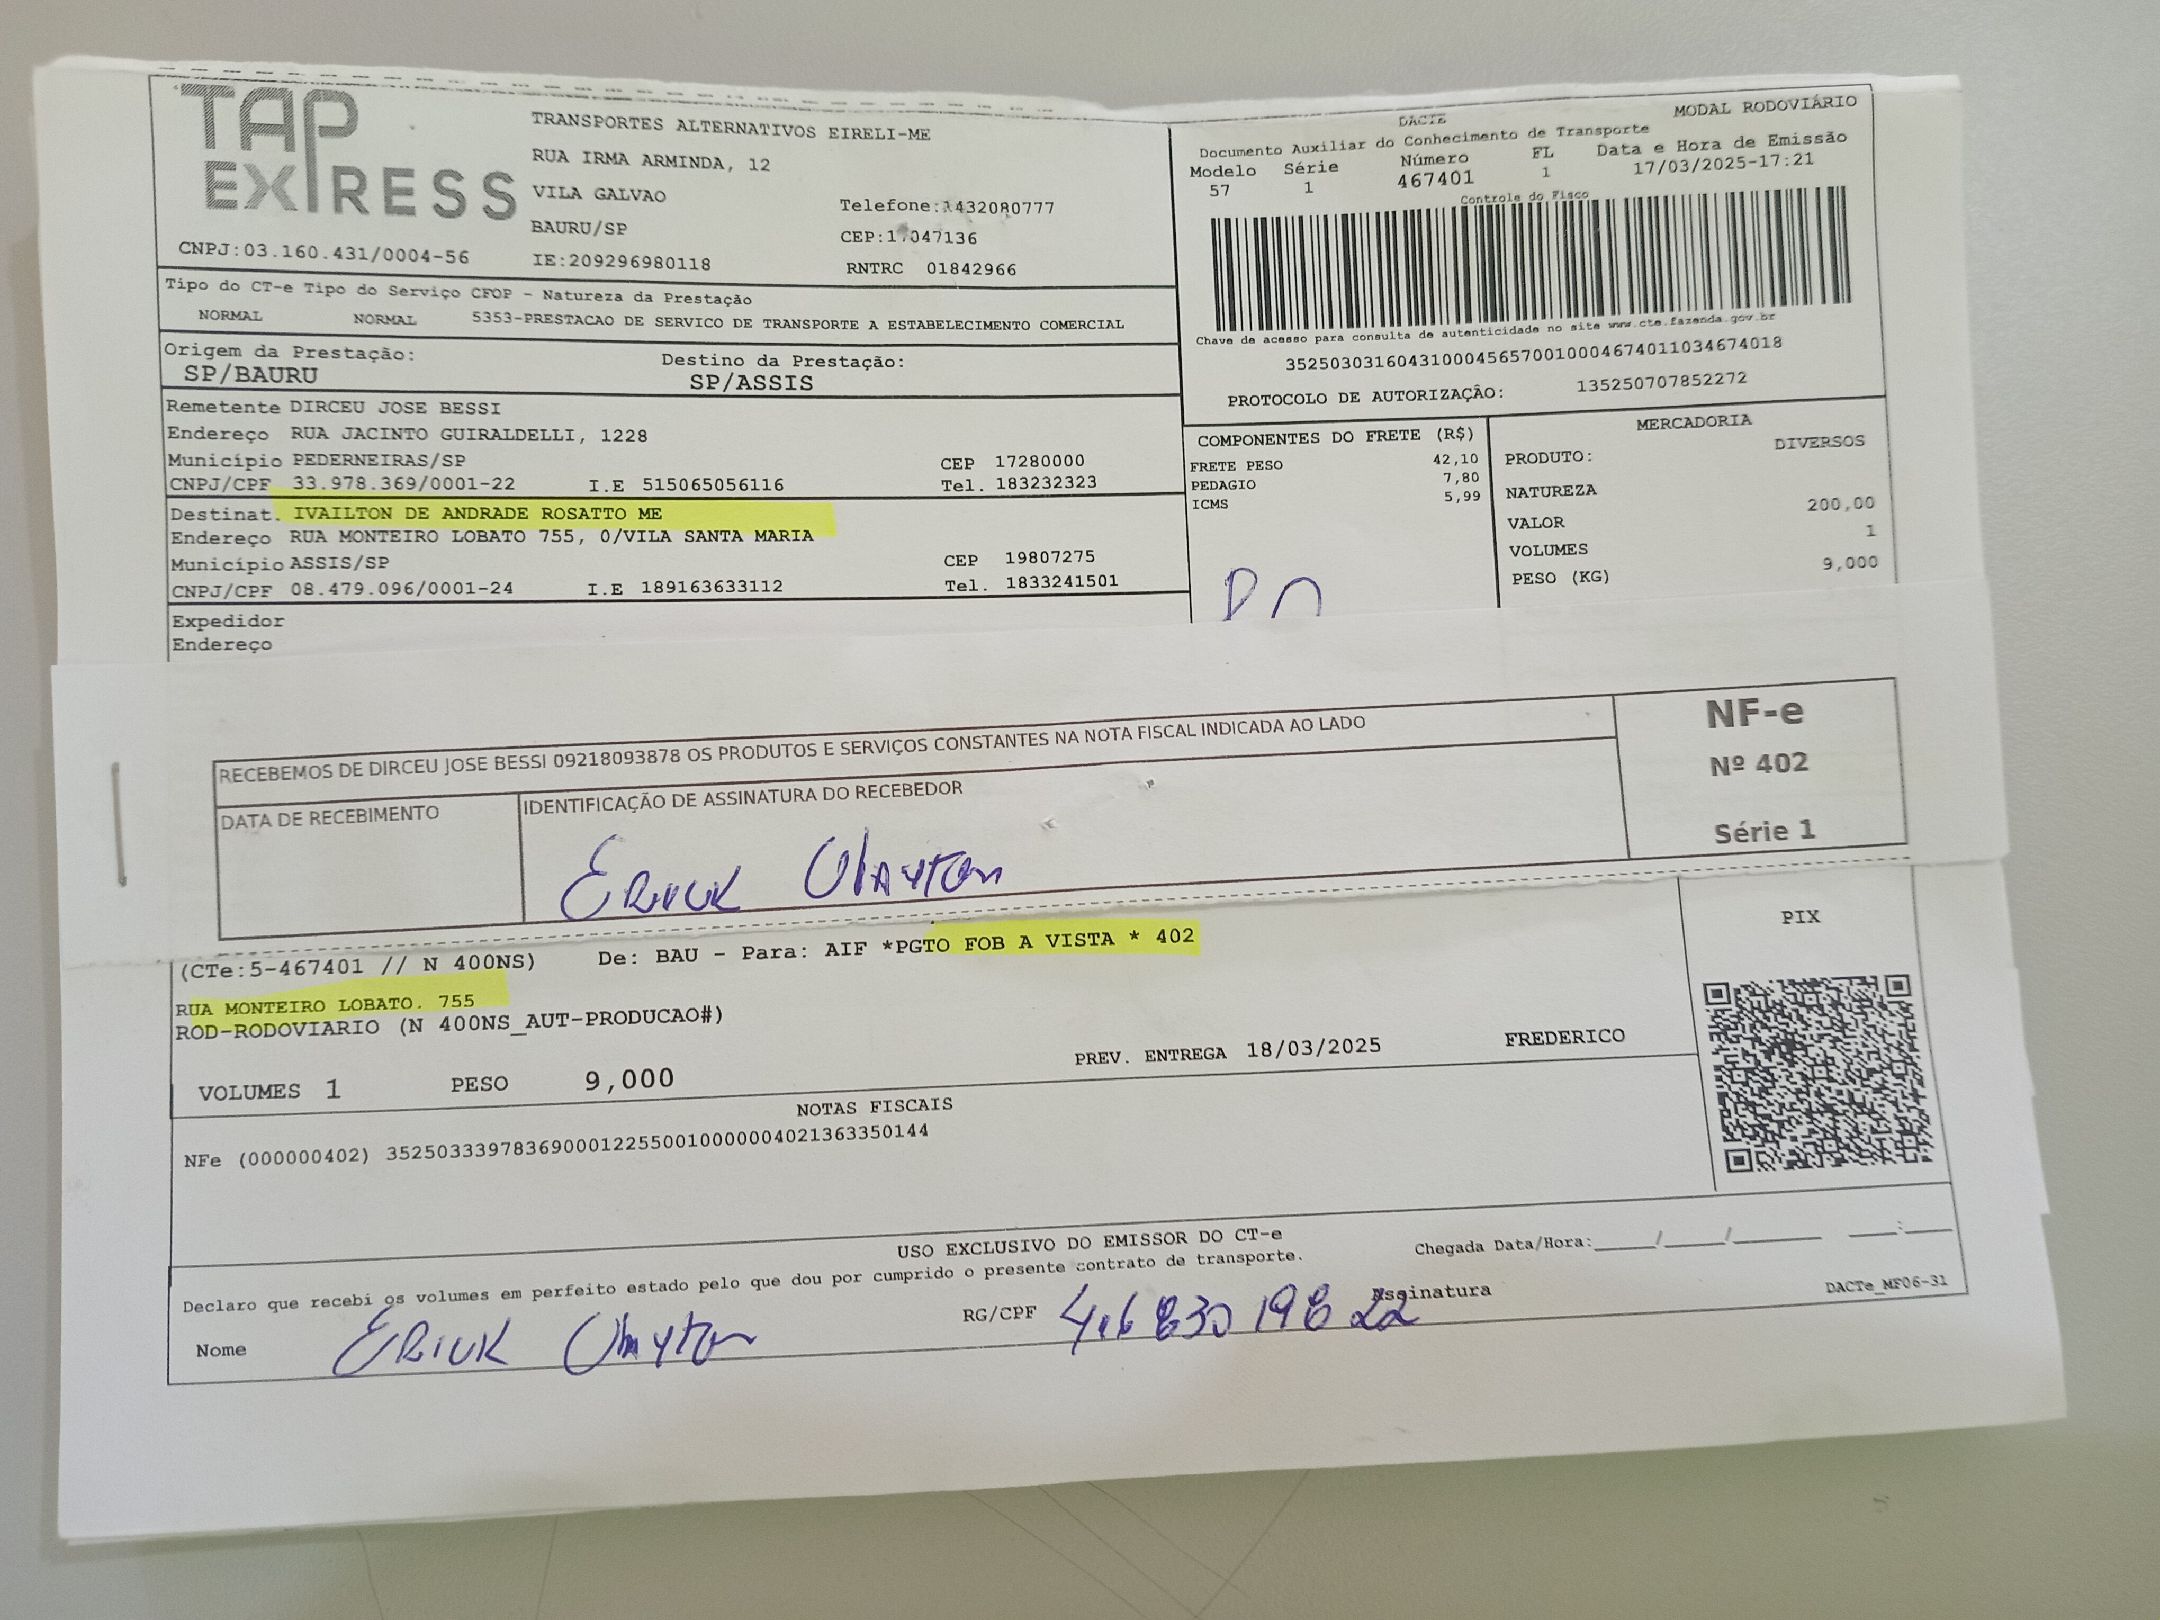 TAP EXPRESS
TRANSPORTES ALTERNATIVOS EIRELI-ME
RUA IRMA ARMINDA, 12
VILA GALVAO
BAURU/SP
Telefone:1432080777
CEP:17047136
CNPJ:03.160.431/0004-56
IE:209296980118
RNTRC 01842966
DACTE
MODAL RODOVIÁRIO
Documento Auxiliar do Conhecimento de Transporte
Modelo Série Número FL Data e Hora de Emissão
57 1 467401 1 17/03/2025-17:21
Controle do Fisco
Chave de acesso para consulta de autenticidade no site www.cte.fazenda.gov.br
35250303160431000456570010004674011034674018
PROTOCOLO DE AUTORIZAÇÃO: 135250707852272
Tipo do CT-e Tipo do Serviço CFOP - Natureza da Prestação
NORMAL NORMAL 5353-PRESTACAO DE SERVICO DE TRANSPORTE A ESTABELECIMENTO COMERCIAL
Origem da Prestação: Destino da Prestação:
SP/BAURU SP/ASSIS
Remetente DIRCEU JOSE BESSI
Endereço RUA JACINTO GUIRALDELLI, 1228
Município PEDERNEIRAS/SP CEP 17280000
CNPJ/CPF 33.978.369/0001-22 I.E 515065056116 Tel. 183232323
Destinat. IVAILTON DE ANDRADE ROSATTO ME
Endereço RUA MONTEIRO LOBATO 755, 0/VILA SANTA MARIA
Município ASSIS/SP CEP 19807275
CNPJ/CPF 08.479.096/0001-24 I.E 189163633112 Tel. 1833241501
Expedidor
Endereço
COMPONENTES DO FRETE (R$)
FRETE PESO 42,10
PEDAGIO 7,80
ICMS 5,99
MERCADORIA
PRODUTO: DIVERSOS
NATUREZA
VALOR 200,00
VOLUMES 1
PESO (KG) 9,000
RECEBEMOS DE DIRCEU JOSE BESSI 09218093878 OS PRODUTOS E SERVIÇOS CONSTANTES NA NOTA FISCAL INDICADA AO LADO
DATA DE RECEBIMENTO
IDENTIFICAÇÃO DE ASSINATURA DO RECEBEDOR
ERICK Clayton
NF-e
Nº 402
Série 1
(CTe:5-467401 // N 400NS) De: BAU - Para: AIF *PGTO FOB A VISTA * 402
RUA MONTEIRO LOBATO. 755
ROD-RODOVIARIO (N 400NS_AUT-PRODUCAO#)
PREV. ENTREGA 18/03/2025 FREDERICO
VOLUMES 1 PESO 9,000
PIX
NOTAS FISCAIS
NFe (000000402) 35250333978369000122550010000004021363350144
USO EXCLUSIVO DO EMISSOR DO CT-e
Declaro que recebi os volumes em perfeito estado pelo que dou por cumprido o presente contrato de transporte.
Chegada Data/Hora:_____/_____/_______ ____:____
Nome ERICK Clayton RG/CPF 46830198 22 Assinatura
DACTe_MF06-31